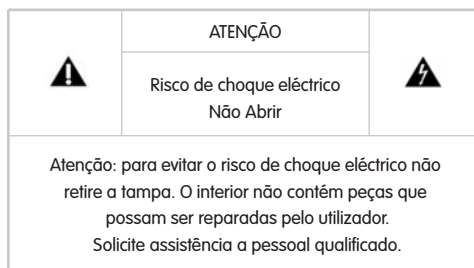 ATENÇÃO
Risco de choque eléctrico
Não Abrir
Atenção: para evitar o risco de choque eléctrico não
retire a tampa. O interior não contém peças que
possam ser reparadas pelo utilizador.
Solicite assistência a pessoal qualificado.